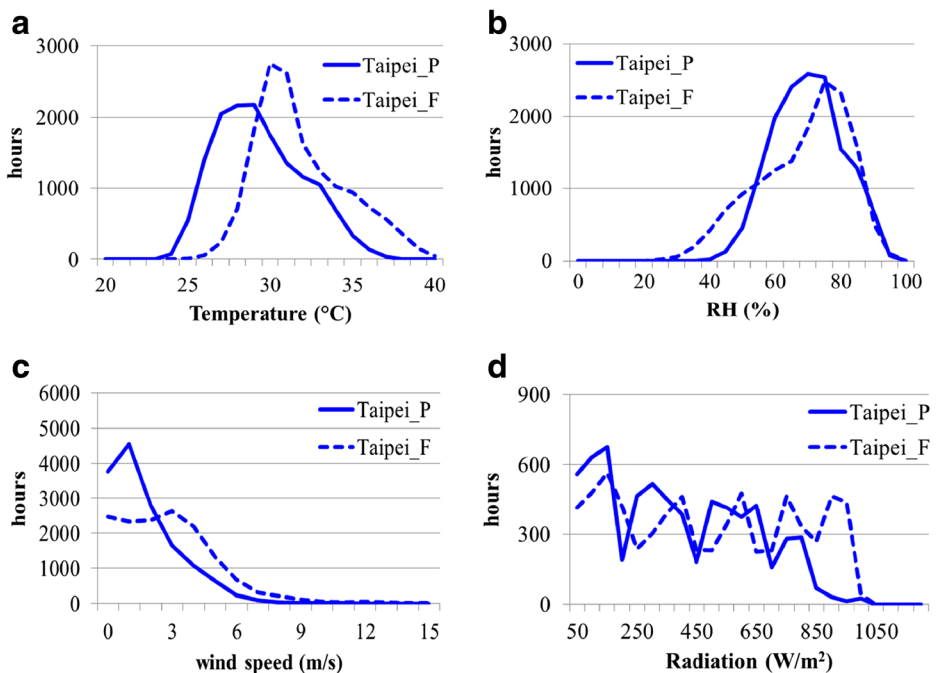 a
3000
2000
1000
0
hours
Taipei_P
Taipei_F
20 25 30 35 40
Temperature (°C)
b
3000
2000
1000
0
hours
Taipei_P
Taipei_F
0 20 40 60 80 100
RH (%)
c
6000
5000
4000
3000
2000
1000
0
hours
Taipei_P
Taipei_F
0 3 6 9 12 15
wind speed (m/s)
d
900
600
300
0
hours
Taipei_P
Taipei_F
50 250 450 650 850 1050
Radiation (W/m²)